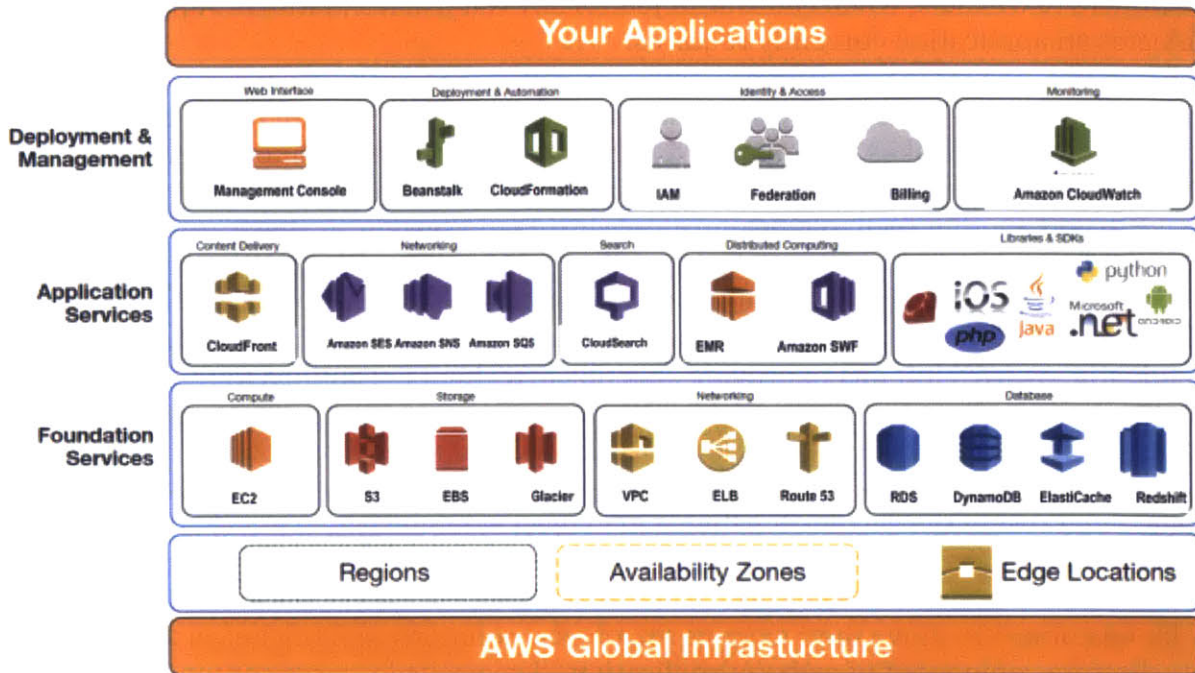 Your Applications
Deployment &
Management
Web Interface
Management Console
Deployment & Automation
Beanstalk
CloudFormation
Identity & Access
IAM
Federation
Billing
Monitoring
Amazon CloudWatch
Application
Services
Content Delivery
CloudFront
Networking
Amazon SES
Amazon SNS
Amazon SQS
Search
CloudSearch
Distributed Computing
EMR
Amazon SWF
Libraries & SDKs
iOS
php
Java
python
Microsoft
.net
ANDROID
Foundation
Services
Compute
EC2
Storage
S3
EBS
Glacier
Networking
VPC
ELB
Route 53
Database
RDS
DynamoDB
ElastiCache
Redshift
Regions
Availability Zones
Edge Locations
AWS Global Infrastucture